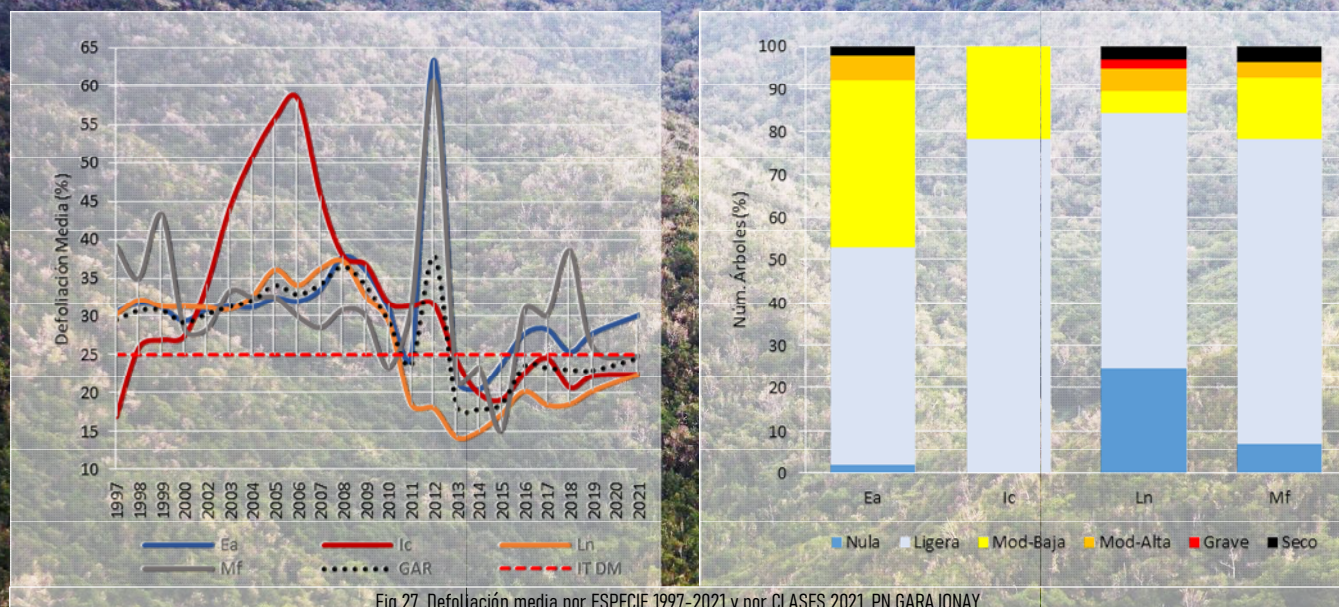 65
60
55
50
45
40
35
30
25
20
15
10
Defoliación Media (%)
1997
1998
1999
2000
2002
2003
2004
2005
2006
2007
2008
2009
2010
2011
2012
2013
2014
2015
2016
2017
2018
2019
2020
2021
Ea
Ic
Ln
Mf
GAR
IT DM
100
90
80
70
60
50
40
30
20
10
0
Núm. Árboles (%)
Ea
Ic
Ln
Mf
Nula
Ligera
Mod-Baja
Mod-Alta
Grave
Seco
Fig 27. Defoliación media por ESPECIE 1997-2021 y por CLASES 2021. PN GARAJONAY